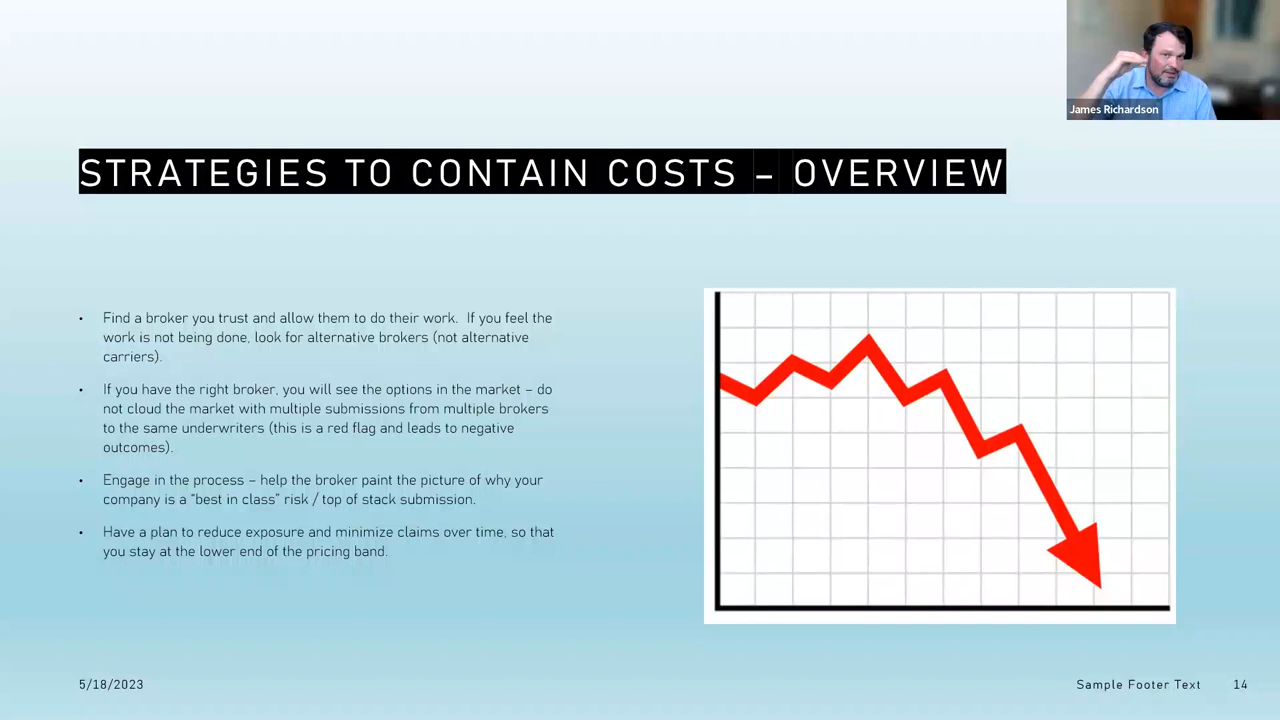 James Richardson
STRATEGIES TO CONTAIN COSTS – OVERVIEW
• Find a broker you trust and allow them to do their work.  If you feel the
work is not being done, look for alternative brokers (not alternative
carriers).
• If you have the right broker, you will see the options in the market – do
not cloud the market with multiple submissions from multiple brokers
to the same underwriters (this is a red flag and leads to negative
outcomes).
• Engage in the process – help the broker paint the picture of why your
company is a “best in class” risk / top of stack submission.
• Have a plan to reduce exposure and minimize claims over time, so that
you stay at the lower end of the pricing band.
5/18/2023
Sample Footer Text
14